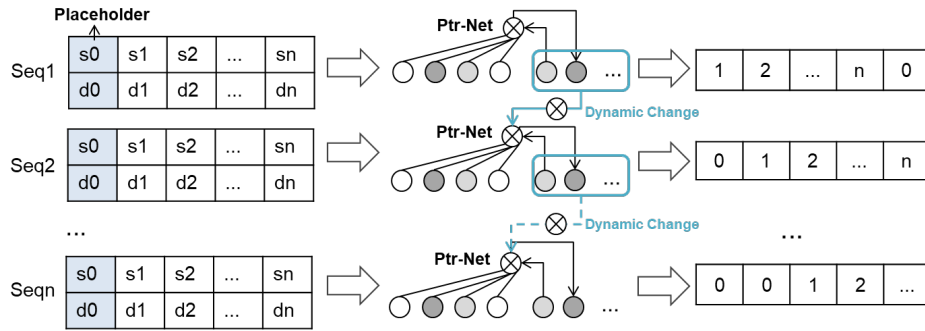 Placeholder
Seq1
s0 s1 s2 ... sn
d0 d1 d2 ... dn
Ptr-Net
...
1 2 ... n 0
Dynamic Change
Seq2
s0 s1 s2 ... sn
d0 d1 d2 ... dn
Ptr-Net
...
0 1 2 ... n
Dynamic Change
...
...
Seqn
s0 s1 s2 ... sn
d0 d1 d2 ... dn
Ptr-Net
...
0 0 1 2 ...